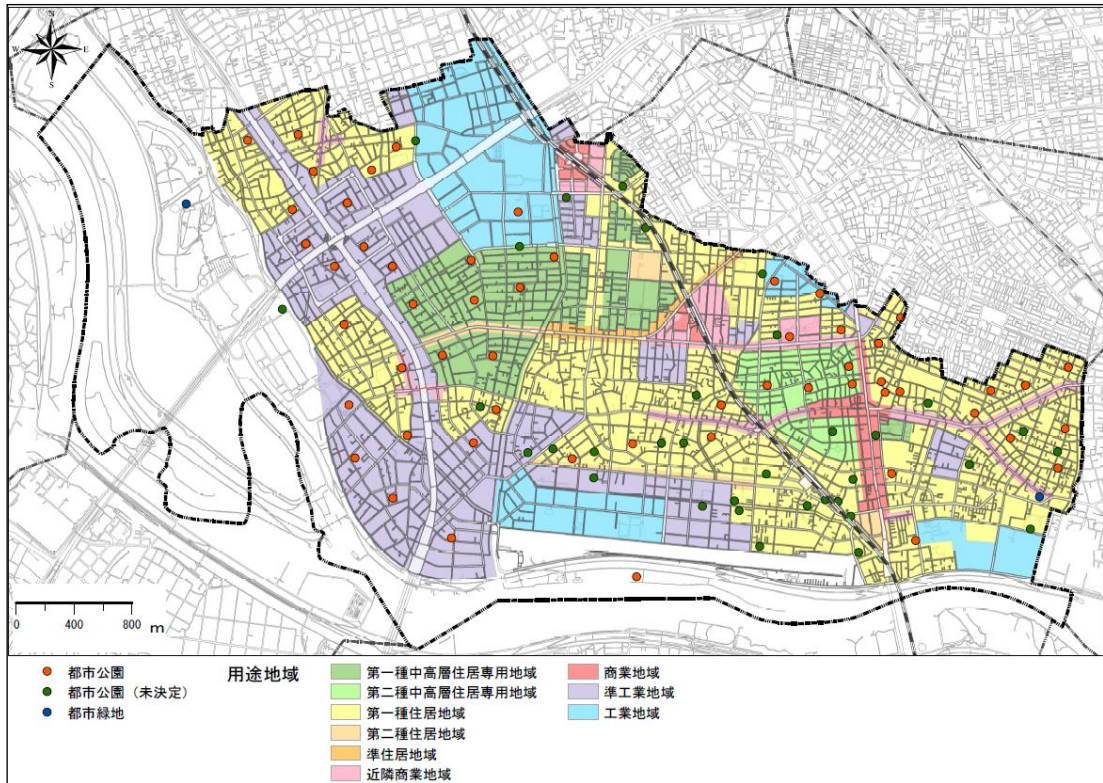 N
W
E
S
0 400 800 m
都市公園
都市公園（未決定）
都市緑地
用途地域
第一種中高層住居専用地域
第二種中高層住居専用地域
第一種住居地域
第二種住居地域
準住居地域
近隣商業地域
商業地域
準工業地域
工業地域